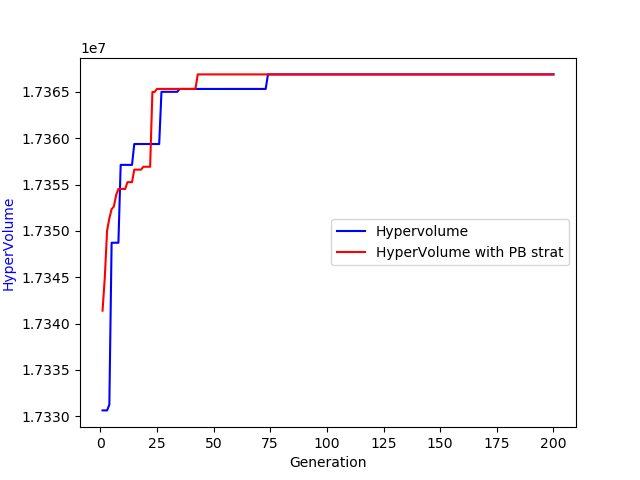 1e7
1.7365
1.7360
1.7355
1.7350
1.7345
1.7340
1.7335
1.7330
HyperVolume
Hypervolume
HyperVolume with PB strat
0 25 50 75 100 125 150 175 200
Generation